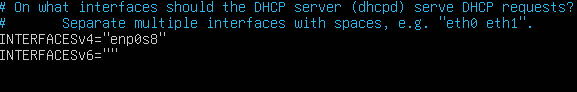 # On what interfaces should the DHCP server (dhcpd) serve DHCP requests?
#       Separate multiple interfaces with spaces, e.g. "eth0 eth1".
INTERFACESv4="enp0s8"
INTERFACESv6=""